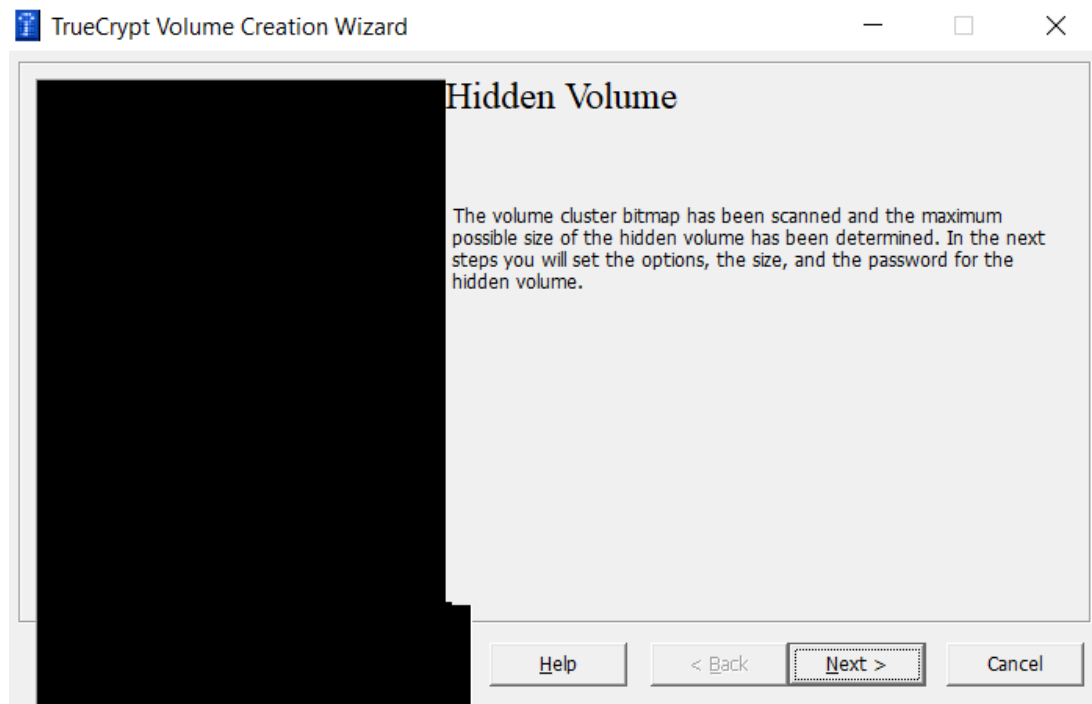 TrueCrypt Volume Creation Wizard
Hidden Volume
The volume cluster bitmap has been scanned and the maximum
possible size of the hidden volume has been determined. In the next
steps you will set the options, the size, and the password for the
hidden volume.
Help < Back Next > Cancel